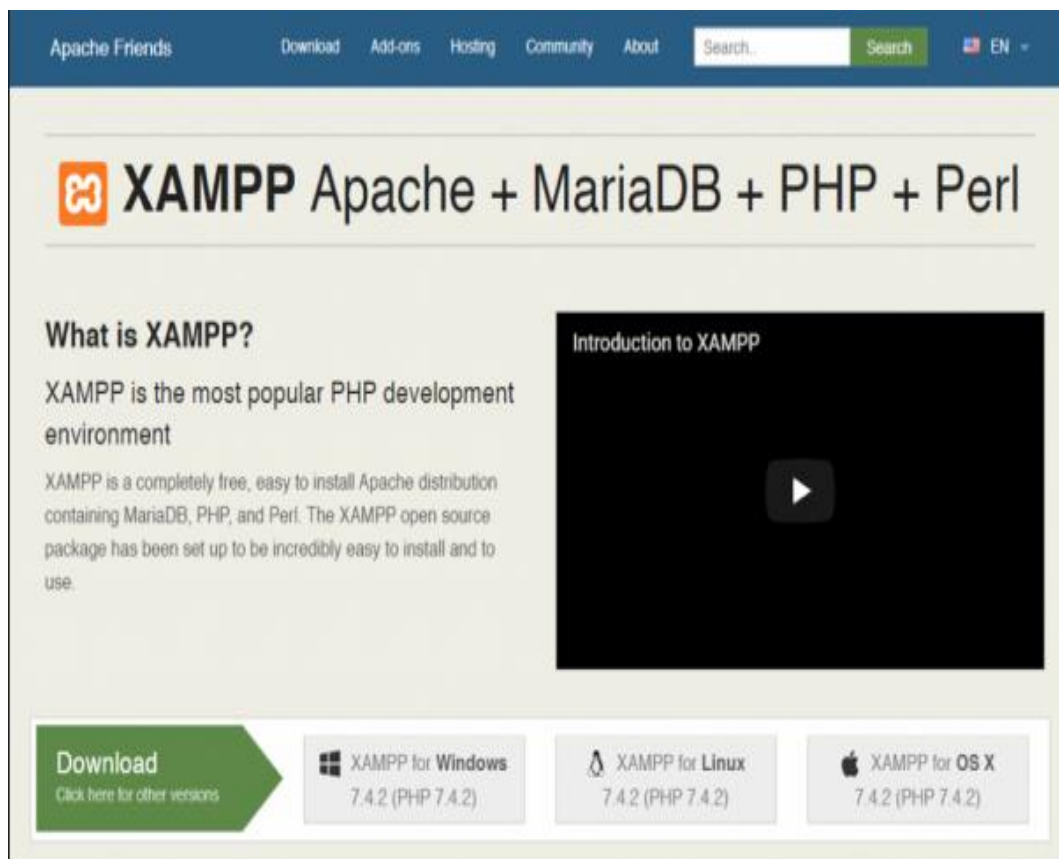 Apache Friends Download Add-ons Hosting Community About Search.. Search EN
XAMPP Apache + MariaDB + PHP + Perl
What is XAMPP?
XAMPP is the most popular PHP development
environment
XAMPP is a completely free, easy to install Apache distribution
containing MariaDB, PHP, and Perl. The XAMPP open source
package has been set up to be incredibly easy to install and to
use.
Introduction to XAMPP
Download
Click here for other versions
XAMPP for Windows
7.4.2 (PHP 7.4.2)
XAMPP for Linux
7.4.2 (PHP 7.4.2)
XAMPP for OS X
7.4.2 (PHP 7.4.2)